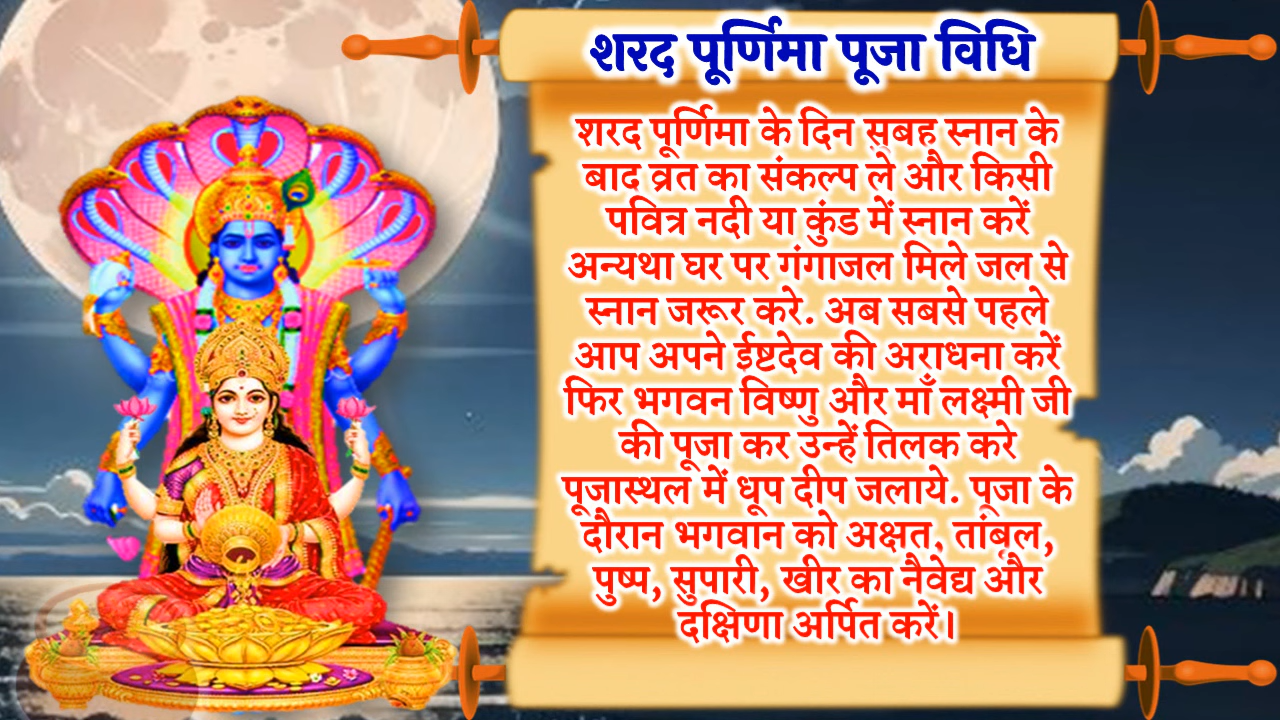 शरद पूर्णिमा पूजा विधि
शरद पूर्णिमा के दिन सुबह स्नान के
बाद व्रत का संकल्प ले और किसी
पवित्र नदी या कुंड में स्नान करें
अन्यथा घर पर गंगाजल मिले जल से
स्नान जरूर करे. अब सबसे पहले
आप अपने ईष्टदेव की अराधना करें
फिर भगवन विष्णु और माँ लक्ष्मी जी
की पूजा कर उन्हें तिलक करे
पूजास्थल में धूप दीप जलाये. पूजा के
दौरान भगवान को अक्षत, तांबूल,
पुष्प, सुपारी, खीर का नैवेद्य और
दक्षिणा अर्पित करें।